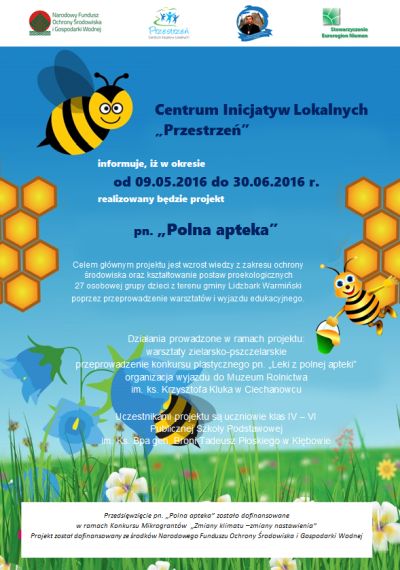 Narodowy Fundusz
Ochrony Środowiska
i Gospodarki Wodnej
Przestrzeń
Stowarzyszenie
Euroregion Niemen
Centrum Inicjatyw Lokalnych
„Przestrzeń”
informuje, iż w okresie
od 09.05.2016 do 30.06.2016 r.
realizowany będzie projekt
pn. „Polna apteka”
Celem głównym projektu jest wzrost wiedzy z zakresu ochrony
środowiska oraz kształtowanie postaw proekologicznych
27 osobowej grupy dzieci z terenu gminy Lidzbark Warmiński
poprzez przeprowadzenie warsztatów i wyjazdu edukacyjnego.
Działania prowadzone w ramach projektu:
warsztaty zielarsko-pszczelarskie
przeprowadzenie konkursu plastycznego pn. „Leki z polnej apteki”
organizacja wyjazdu do Muzeum Rolnictwa
im. ks. Krzysztofa Kluka w Ciechanowcu
Uczestnikami projektu są uczniowie klas IV – VI
Publicznej Szkoły Podstawowej
im. Ks. Bpa gen. Broni Tadeusz Płoskiego w Kłębowie
Przedsięwzięcie pn. „Polna apteka” zostało dofinansowane
w ramach Konkursu Mikrograntów „Zmiany klimatu –zmiany nastawienia”
Projekt został dofinansowany ze środków Narodowego Funduszu Ochrony Środowiska i Gospodarki Wodnej